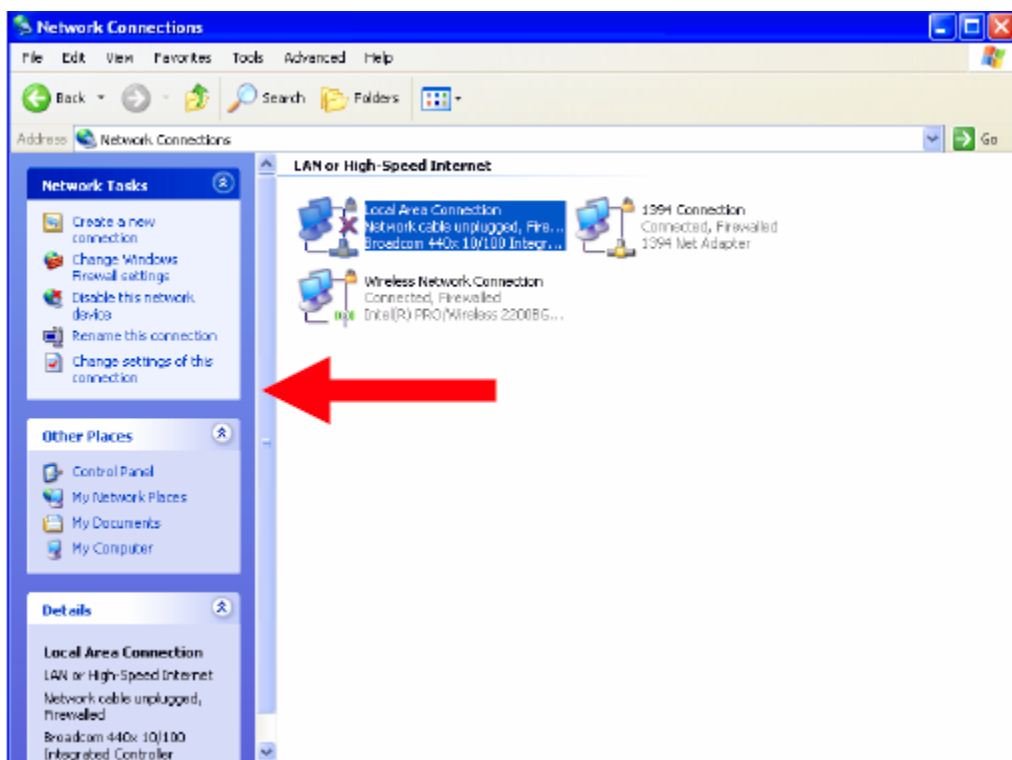 Network Connections
File Edit View Favorites Tools Advanced Help
Back Search Folders
Address Network Connections Go
Network Tasks
Create a new
connection
Change Windows
Firewall settings
Disable this network
device
Rename this connection
Change settings of this
connection
Other Places
Control Panel
My Network Places
My Documents
My Computer
Details
Local Area Connection
LAN or High-Speed Internet
Network cable unplugged,
Firewalled
Broadcom 440x 10/100
Integrated Controller
LAN or High-Speed Internet
Local Area Connection
Network cable unplugged, Fire...
Broadcom 440x 10/100 Integr...
1394 Connection
Connected, Firewalled
1394 Net Adapter
Wireless Network Connection
Connected, Firewalled
Intel(R) PRO/Wireless 2200BG...